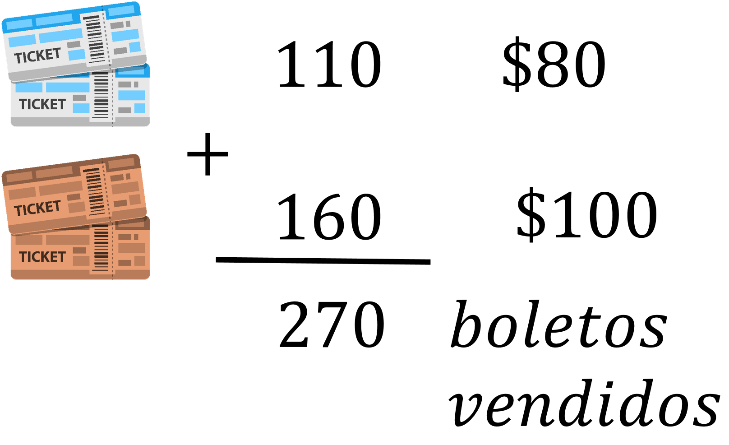 TICKET
TICKET
110 $80
+
TICKET
TICKET
160 $100
270 boletos
vendidos